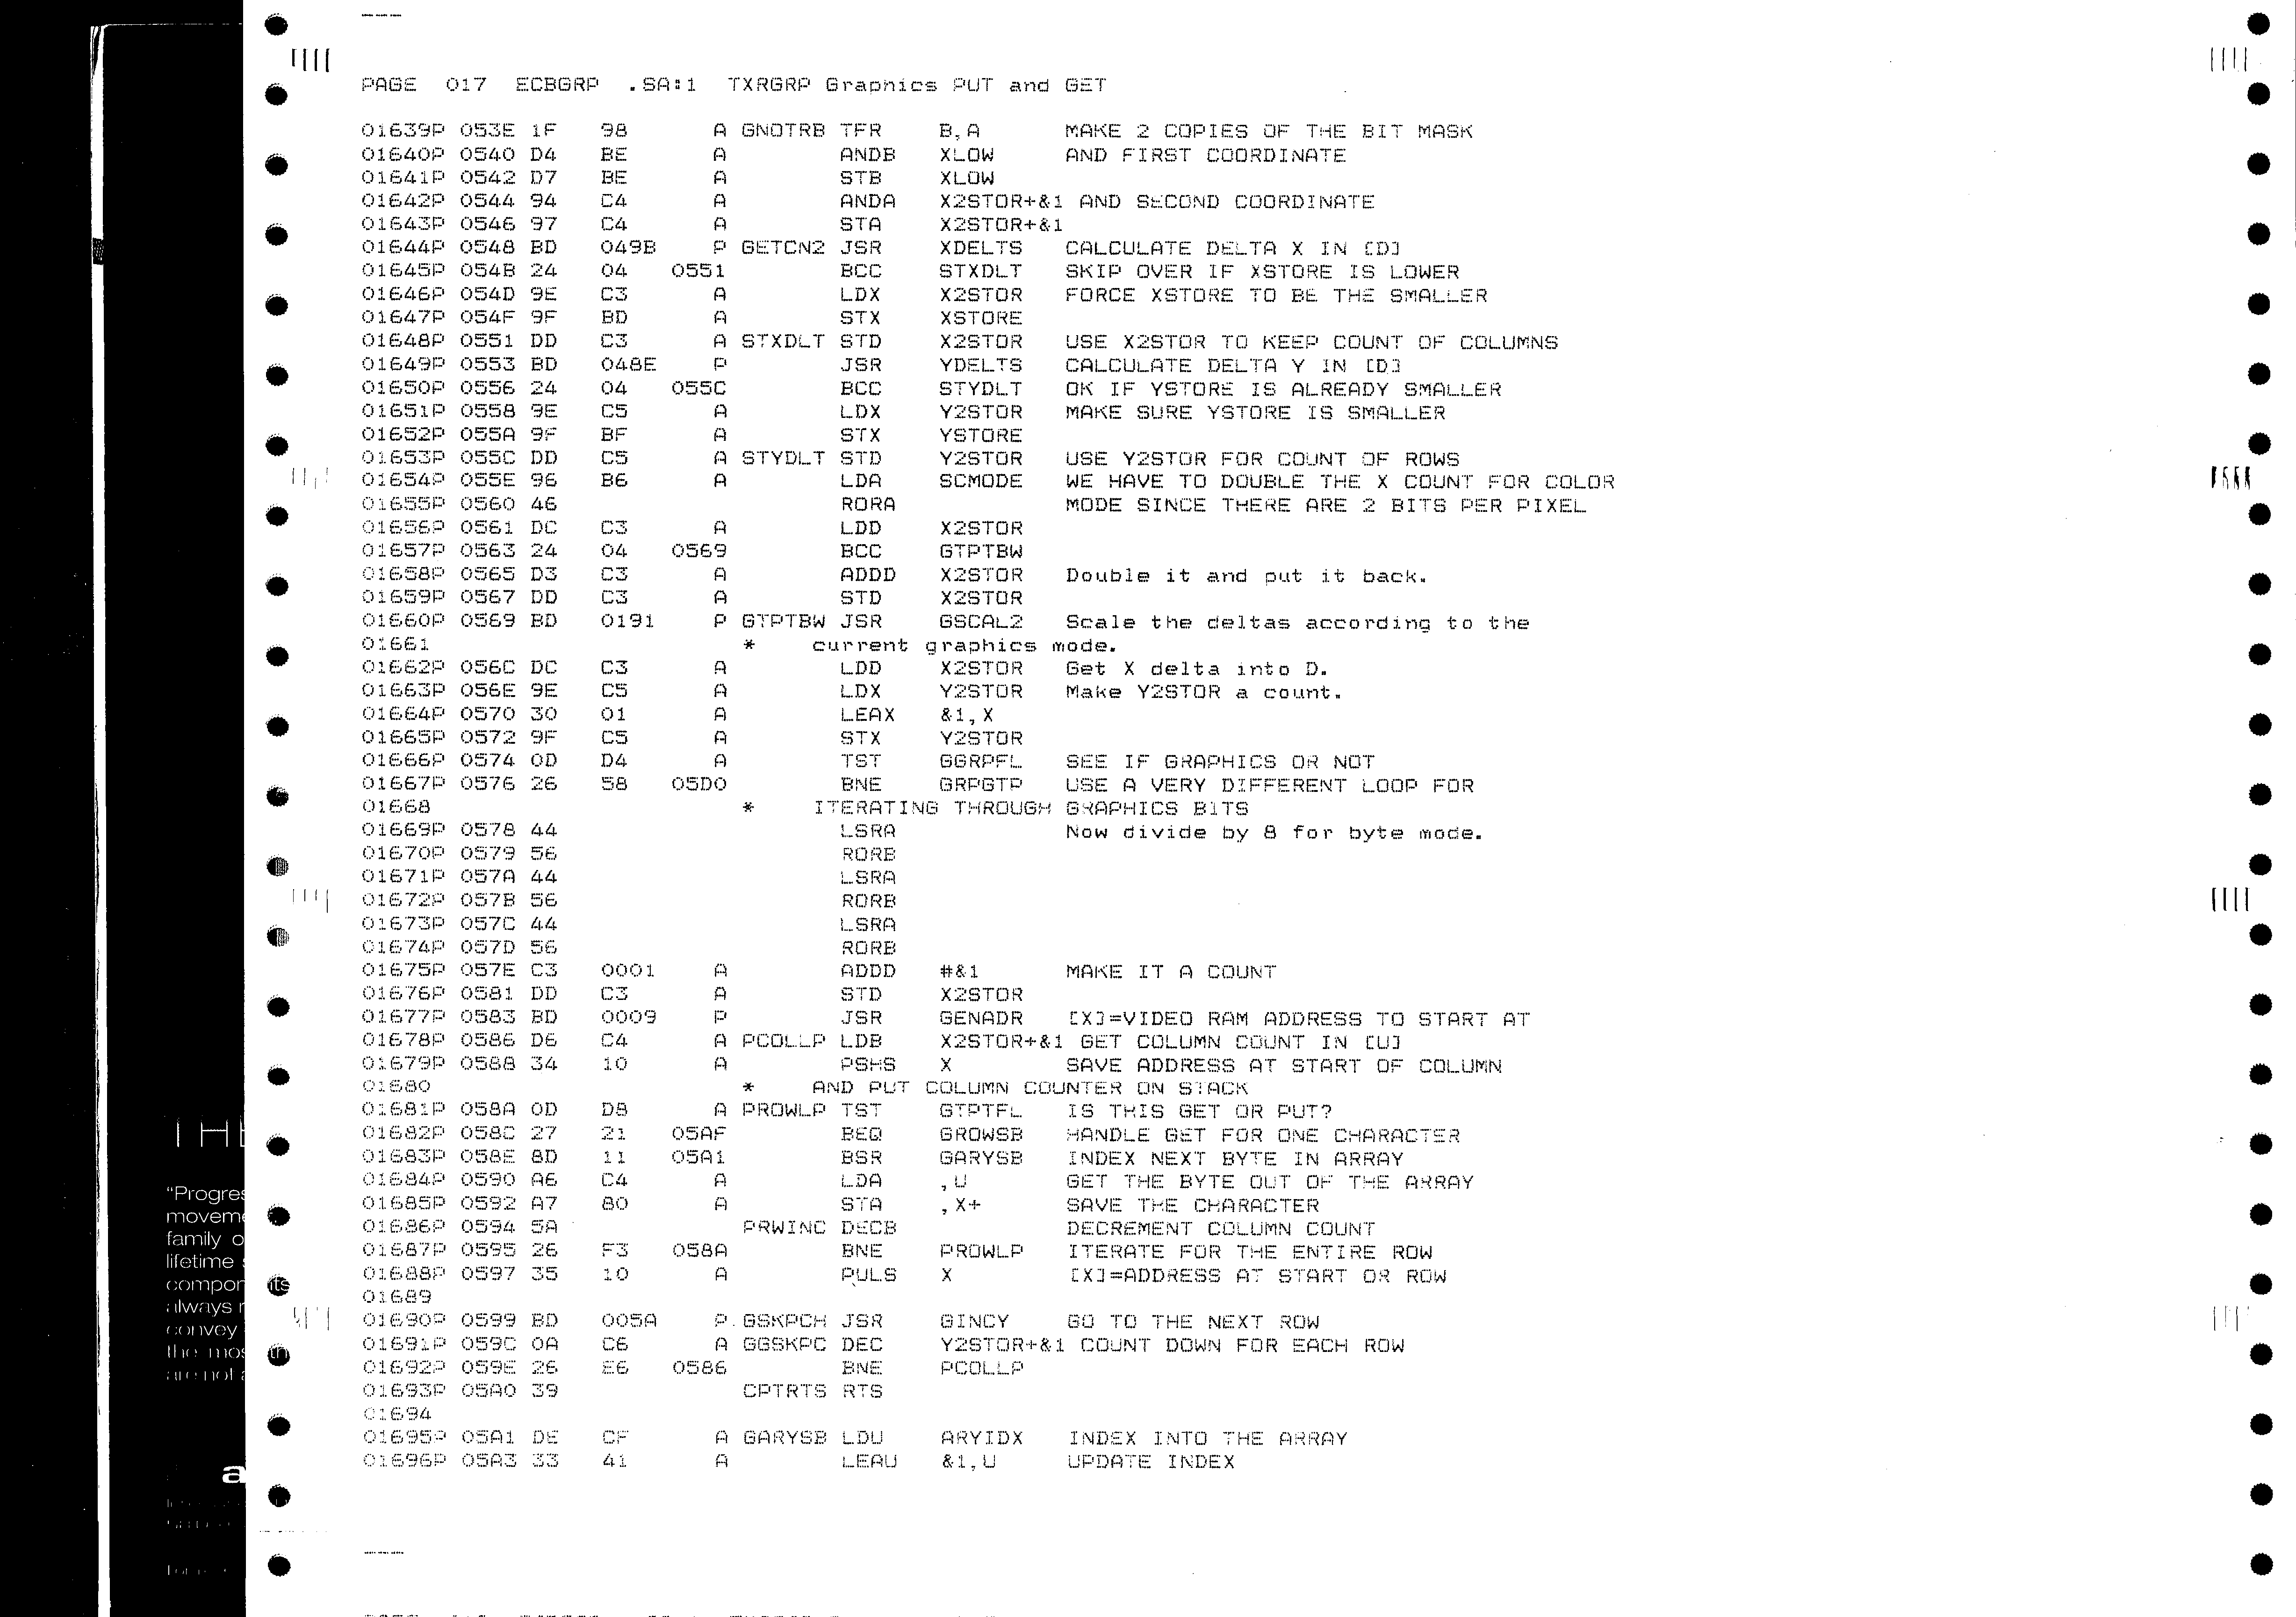 PAGE  017  ECBGRP  .SA:1  TXRGRP Graphics PUT and GET
01639P 053E 1F   98      A GNOTRB TFR    B,A      MAKE 2 COPIES OF THE BIT MASK
01640P 0540 D4   BE      A        ANDB   XLOW     AND FIRST COORDINATE
01641P 0542 D7   BE      A        STB    XLOW
01642P 0544 94   C4      A        ANDA   X2STOR+&1 AND SECOND COORDINATE
01643P 0546 97   C4      A        STA    X2STOR+&1
01644P 0548 BD   049B    P GETCN2 JSR    XDELTS   CALCULATE DELTA X IN [D]
01645P 054B 24   04   0551        BCC    STXDLT   SKIP OVER IF XSTORE IS LOWER
01646P 054D 9E   C3      A        LDX    X2STOR   FORCE XSTORE TO BE THE SMALLER
01647P 054F 9F   BD      A        STX    XSTORE
01648P 0551 DD   C3      A STXDLT STD    X2STOR   USE X2STOR TO KEEP COUNT OF COLUMNS
01649P 0553 BD   048E    P        JSR    YDELTS   CALCULATE DELTA Y IN [D]
01650P 0556 24   04   055C        BCC    STYDLT   OK IF YSTORE IS ALREADY SMALLER
01651P 0558 9E   C5      A        LDX    Y2STOR   MAKE SURE YSTORE IS SMALLER
01652P 055A 9F   BF      A        STX    YSTORE
01653P 055C DD   C5      A STYDLT STD    Y2STOR   USE Y2STOR FOR COUNT OF ROWS
01654P 055E 96   B6      A        LDA    SCMODE   WE HAVE TO DOUBLE THE X COUNT FOR COLOR
01655P 0560 46                    RORA            MODE SINCE THERE ARE 2 BITS PER PIXEL
01656P 0561 DC   C3      A        LDD    X2STOR
01657P 0563 24   04   0569        BCC    GTPTBW
01658P 0565 D3   C3      A        ADDD   X2STOR   Double it and put it back.
01659P 0567 DD   C3      A        STD    X2STOR
01660P 0569 BD   0191    P GTPTBW JSR    GSCAL2   Scale the deltas according to the
01661                      *    current graphics mode.
01662P 056C DC   C3      A        LDD    X2STOR   Get X delta into D.
01663P 056E 9E   C5      A        LDX    Y2STOR   Make Y2STOR a count.
01664P 0570 30   01      A        LEAX   &1,X
01665P 0572 9F   C5      A        STX    Y2STOR
01666P 0574 0D   D4      A        TST    GGRPFL   SEE IF GRAPHICS OR NOT
01667P 0576 26   58   05D0        BNE    GRPGTP   USE A VERY DIFFERENT LOOP FOR
01668                      *    ITERATING THROUGH GRAPHICS BITS
01669P 0578 44                    LSRA            Now divide by 8 for byte mode.
01670P 0579 56                    RORB
01671P 057A 44                    LSRA
01672P 057B 56                    RORB
01673P 057C 44                    LSRA
01674P 057D 56                    RORB
01675P 057E C3   0001    A        ADDD   #&1      MAKE IT A COUNT
01676P 0581 DD   C3      A        STD    X2STOR
01677P 0583 BD   0009    P        JSR    GENADR   [X]=VIDEO RAM ADDRESS TO START AT
01678P 0586 D6   C4      A PCOLLP LDB    X2STOR+&1 GET COLUMN COUNT IN [U]
01679P 0588 34   10      A        PSHS   X        SAVE ADDRESS AT START OF COLUMN
01680                      *    AND PUT COLUMN COUNTER ON STACK
01681P 058A 0D   D8      A PROWLP TST    GTPTFL   IS THIS GET OR PUT?
01682P 058C 27   21   05AF        BEQ    GROWSB   HANDLE GET FOR ONE CHARACTER
01683P 058E 8D   11   05A1        BSR    GARYSB   INDEX NEXT BYTE IN ARRAY
01684P 0590 A6   C4      A        LDA    ,U       GET THE BYTE OUT OF THE ARRAY
01685P 0592 A7   80      A        STA    ,X+      SAVE THE CHARACTER
01686P 0594 5A             PRWINC DECB            DECREMENT COLUMN COUNT
01687P 0595 26   F3   058A        BNE    PROWLP   ITERATE FOR THE ENTIRE ROW
01688P 0597 35   10      A        PULS   X        [X]=ADDRESS AT START OR ROW
01689
01690P 0599 BD   005A    P GSKPCH JSR    GINCY    GO TO THE NEXT ROW
01691P 059C 0A   C6      A GGSKPC DEC    Y2STOR+&1 COUNT DOWN FOR EACH ROW
01692P 059E 26   E6   0586        BNE    PCOLLP
01693P 05A0 39             CPTRTS RTS
01694
01695P 05A1 DE   CF      A GARYSB LDU    ARYIDX   INDEX INTO THE ARRAY
01696P 05A3 33   41      A        LEAU   &1,U     UPDATE INDEX
THE
"Progres
moveme
family o
lifetime
compon
always
convey
the mos
are not a
a